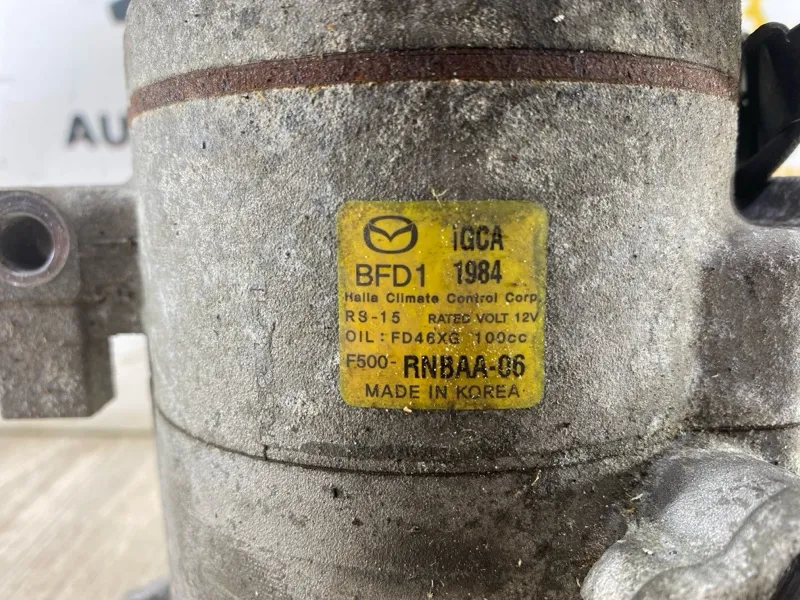 AU
IGCA
BFD1 1984
Halla Climate Control Corp.
RS-15 RATED VOLT 12V
OIL : FD46XG 100cc
F500- RNBAA-06
MADE IN KOREA